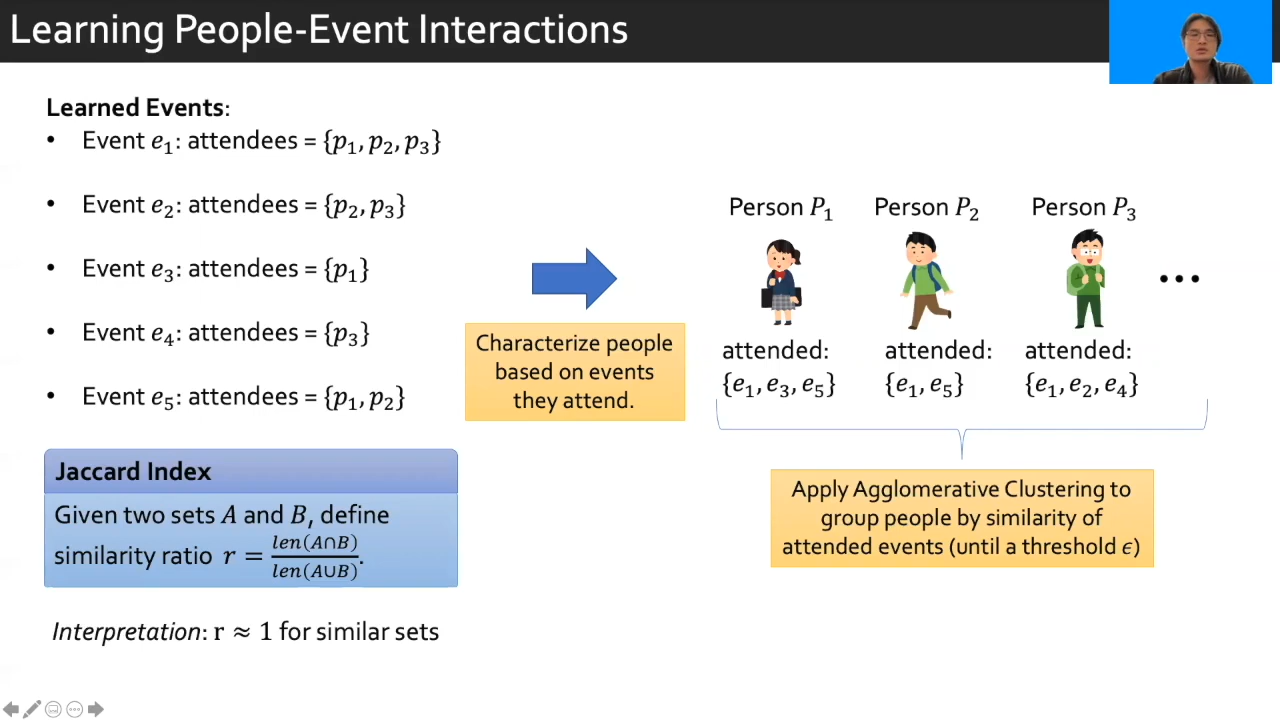 Learning People-Event Interactions
Learned Events:
• Event e₁: attendees = {p₁, p₂, p₃}
• Event e₂: attendees = {p₂, p₃}
• Event e₃: attendees = {p₁}
• Event e₄: attendees = {p₃}
• Event e₅: attendees = {p₁, p₂}
Jaccard Index
Given two sets A and B, define
similarity ratio r = len(A∩B) / len(A∪B).
Interpretation: r ≈ 1 for similar sets
Characterize people
based on events
they attend.
Person P₁ Person P₂ Person P₃
...
attended: attended: attended:
{e₁, e₃, e₅} {e₁, e₅} {e₁, e₂, e₄}
Apply Agglomerative Clustering to
group people by similarity of
attended events (until a threshold ϵ)